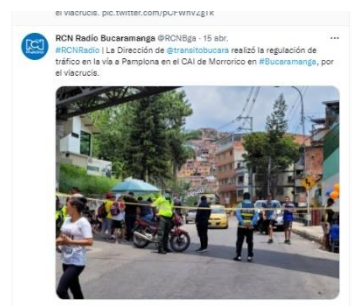 el viacrucis. pic.twitter.com/pCFWhVZgTk
RCN Radio Bucaramanga @RCNBga · 15 abr.
#RCNRadio | La Dirección de @transitobucara realizó la regulación de
tráfico en la vía a Pamplona en el CAI de Morrorico en #Bucaramanga, por
el viacrucis.